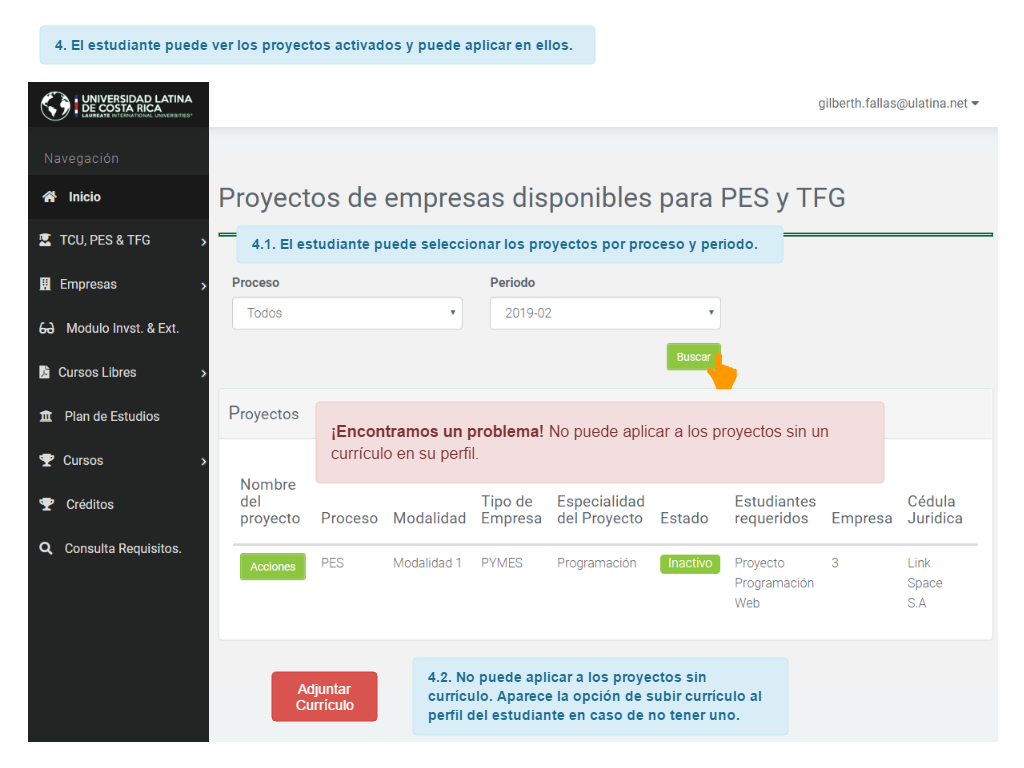 4. El estudiante puede ver los proyectos activados y puede aplicar en ellos.
UNIVERSIDAD LATINA
DE COSTA RICA
LAUREATE INTERNATIONAL UNIVERSITIES®
gilberth.fallas@ulatina.net
Navegación
Inicio
TCU, PES & TFG
Empresas
Modulo Invst. & Ext.
Cursos Libres
Plan de Estudios
Cursos
Créditos
Consulta Requisitos.
Proyectos de empresas disponibles para PES y TFG
4.1. El estudiante puede seleccionar los proyectos por proceso y periodo.
Proceso Periodo
Todos 2019-02
Buscar
Proyectos
¡Encontramos un problema! No puede aplicar a los proyectos sin un
currículo en su perfil.
Nombre
del Tipo de Especialidad Estudiantes Cédula
proyecto Proceso Modalidad Empresa del Proyecto Estado requeridos Empresa Juridica
Acciones PES Modalidad 1 PYMES Programación Inactivo Proyecto 3 Link
Programación Space
Web S.A
Adjuntar
Currículo
4.2. No puede aplicar a los proyectos sin
currículo. Aparece la opción de subir currículo al
perfil del estudiante en caso de no tener uno.